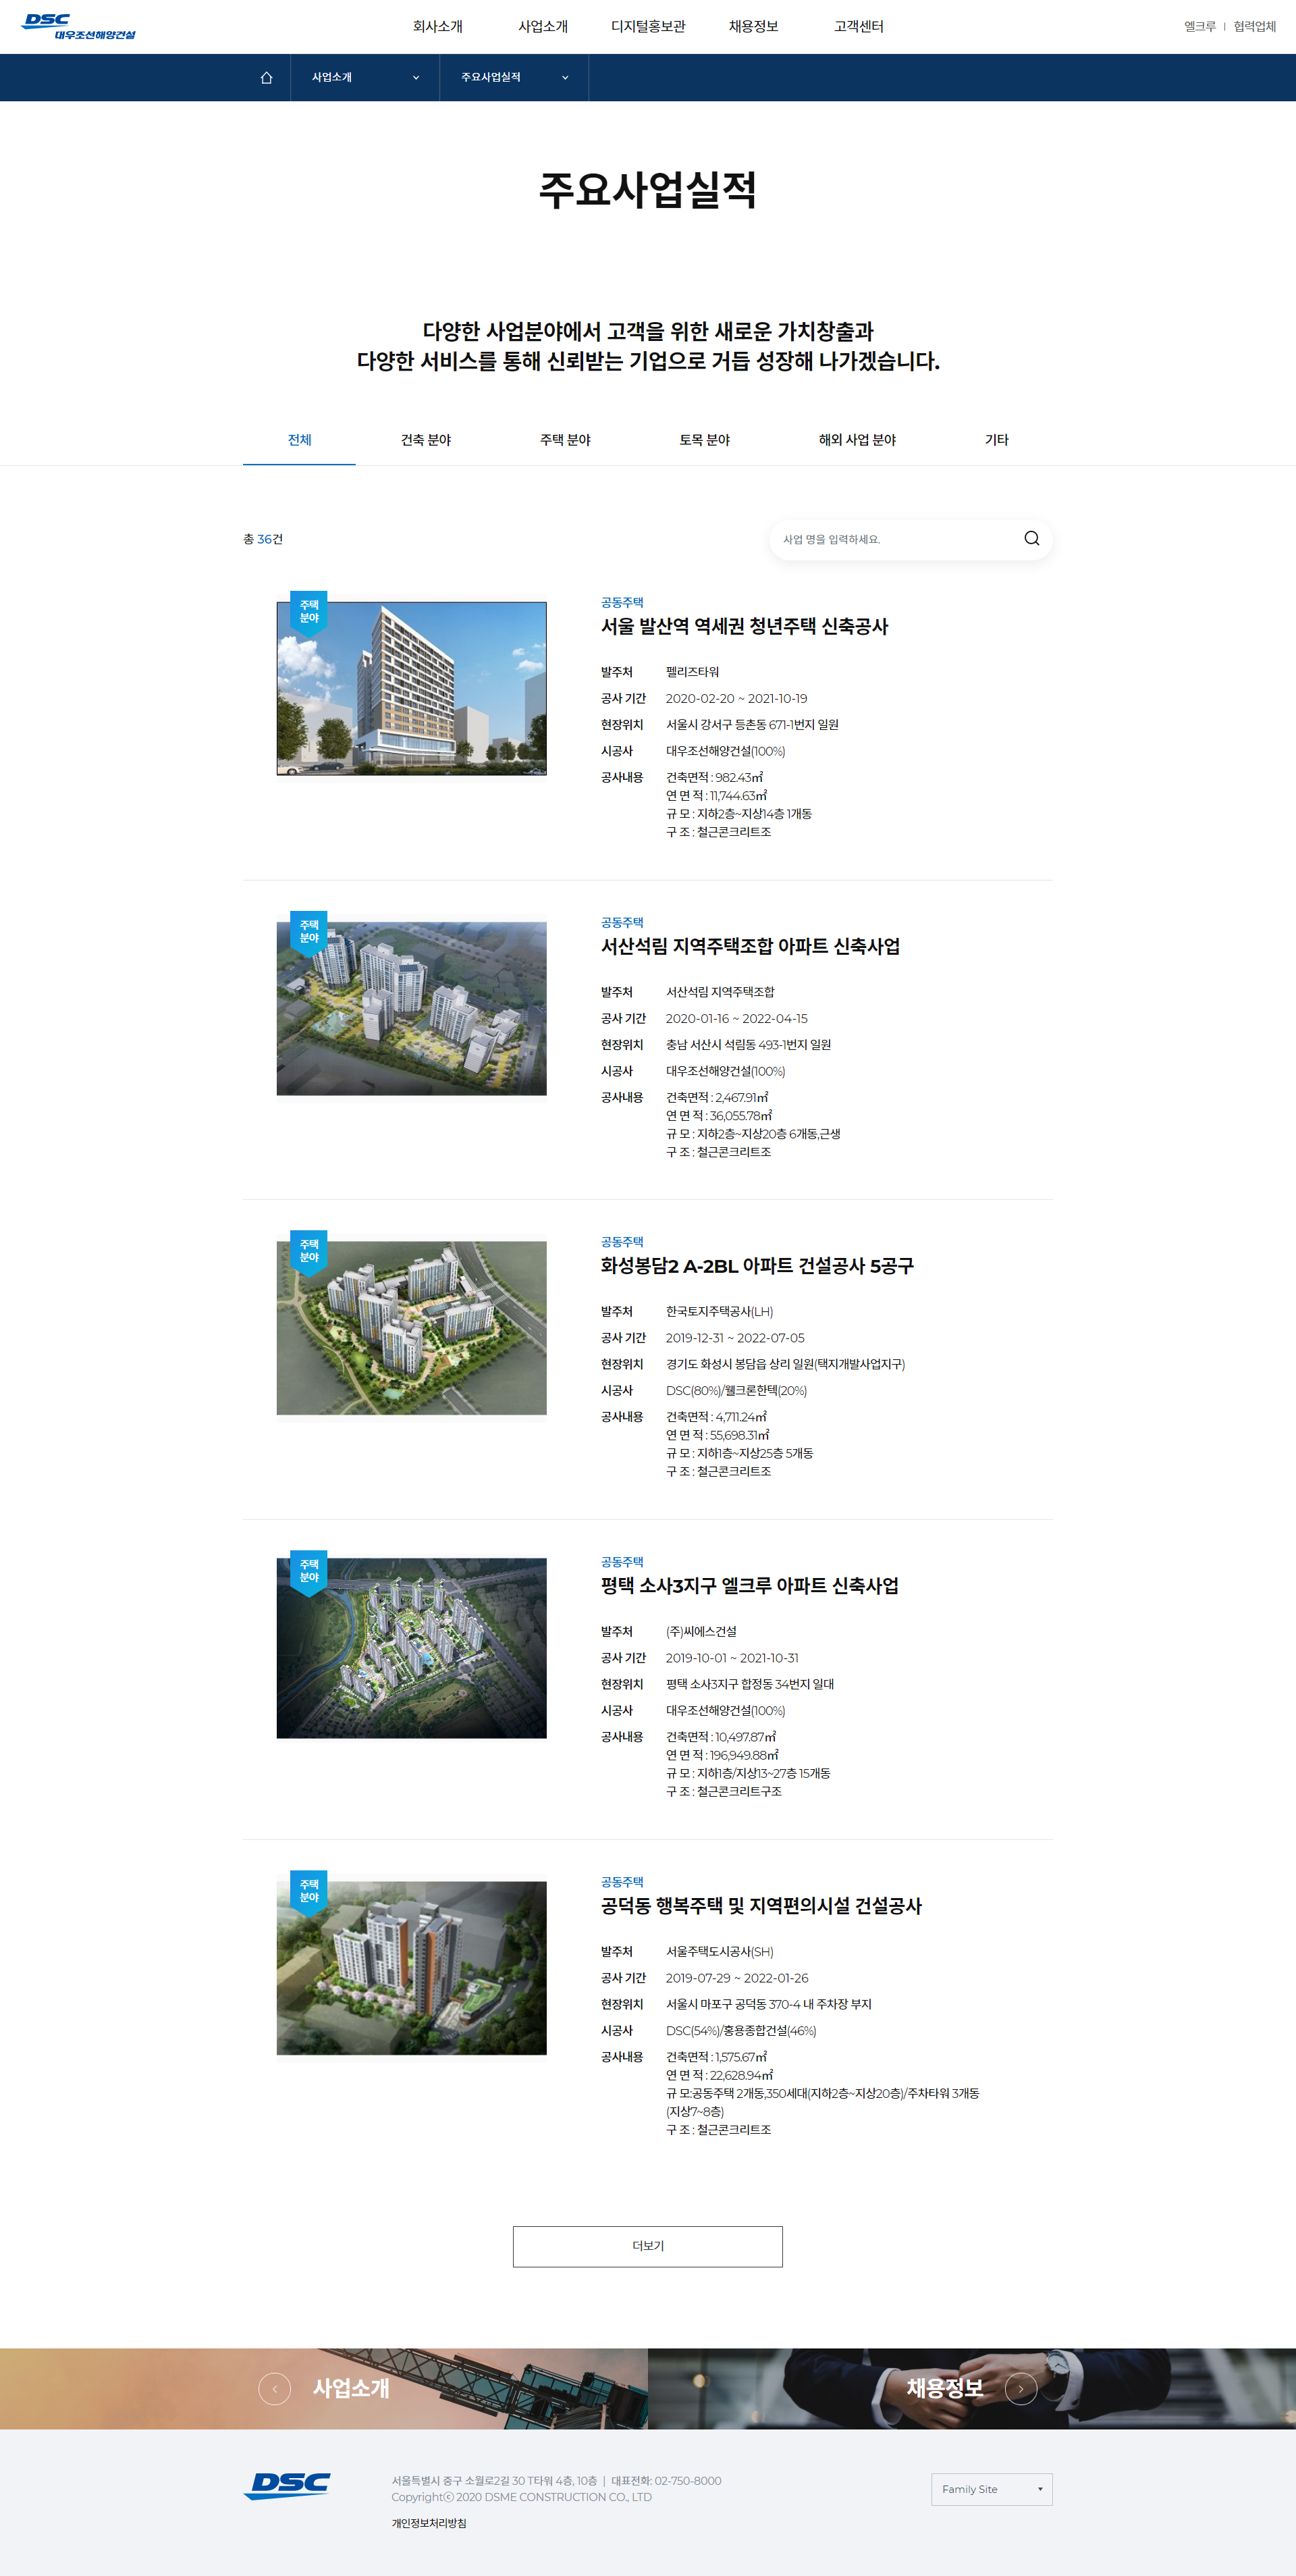 DSC
대우조선해양건설
회사소개
사업소개
디지털홍보관
채용정보
고객센터
엘크루
협력업체
사업소개
주요사업실적
주요사업실적
다양한 사업분야에서 고객을 위한 새로운 가치창출과
다양한 서비스를 통해 신뢰받는 기업으로 거듭 성장해 나가겠습니다.
전체
건축 분야
주택 분야
토목 분야
해외 사업 분야
기타
총 36건
사업 명을 입력하세요.
주택
분야
공동주택
서울 발산역 역세권 청년주택 신축공사
발주처 펠리즈타워
공사 기간 2020-02-20 ~ 2021-10-19
현장위치 서울시 강서구 등촌동 671-1번지 일원
시공사 대우조선해양건설(100%)
공사내용 건축면적 : 982.43㎡
연 면 적 : 11,744.63㎡
규 모 : 지하2층~지상14층 1개동
구 조 : 철근콘크리트조
주택
분야
공동주택
서산석림 지역주택조합 아파트 신축사업
발주처 서산석림 지역주택조합
공사 기간 2020-01-16 ~ 2022-04-15
현장위치 충남 서산시 석림동 493-1번지 일원
시공사 대우조선해양건설(100%)
공사내용 건축면적 : 2,467.91㎡
연 면 적 : 36,055.78㎡
규 모 : 지하2층~지상20층 6개동,근생
구 조 : 철근콘크리트조
주택
분야
공동주택
화성봉담2 A-2BL 아파트 건설공사 5공구
발주처 한국토지주택공사(LH)
공사 기간 2019-12-31 ~ 2022-07-05
현장위치 경기도 화성시 봉담읍 상리 일원(택지개발사업지구)
시공사 DSC(80%)/웰크론한텍(20%)
공사내용 건축면적 : 4,711.24㎡
연 면 적 : 55,698.31㎡
규 모 : 지하1층~지상25층 5개동
구 조 : 철근콘크리트조
주택
분야
공동주택
평택 소사3지구 엘크루 아파트 신축사업
발주처 (주)씨에스건설
공사 기간 2019-10-01 ~ 2021-10-31
현장위치 평택 소사3지구 합정동 34번지 일대
시공사 대우조선해양건설(100%)
공사내용 건축면적 : 10,497.87㎡
연 면 적 : 196,949.88㎡
규 모 : 지하1층/지상13~27층 15개동
구 조 : 철근콘크리트구조
주택
분야
공동주택
공덕동 행복주택 및 지역편의시설 건설공사
발주처 서울주택도시공사(SH)
공사 기간 2019-07-29 ~ 2022-01-26
현장위치 서울시 마포구 공덕동 370-4 내 주차장 부지
시공사 DSC(54%)/홍용종합건설(46%)
공사내용 건축면적 : 1,575.67㎡
연 면 적 : 22,628.94㎡
규 모:공동주택 2개동,350세대(지하2층~지상20층)/주차타워 3개동
(지상7~8층)
구 조 : 철근콘크리트조
더보기
사업소개
채용정보
DSC
서울특별시 중구 소월로2길 30 T타워 4층, 10층 | 대표전화: 02-750-8000
Copyrightⓒ 2020 DSME CONSTRUCTION CO., LTD
개인정보처리방침
Family Site